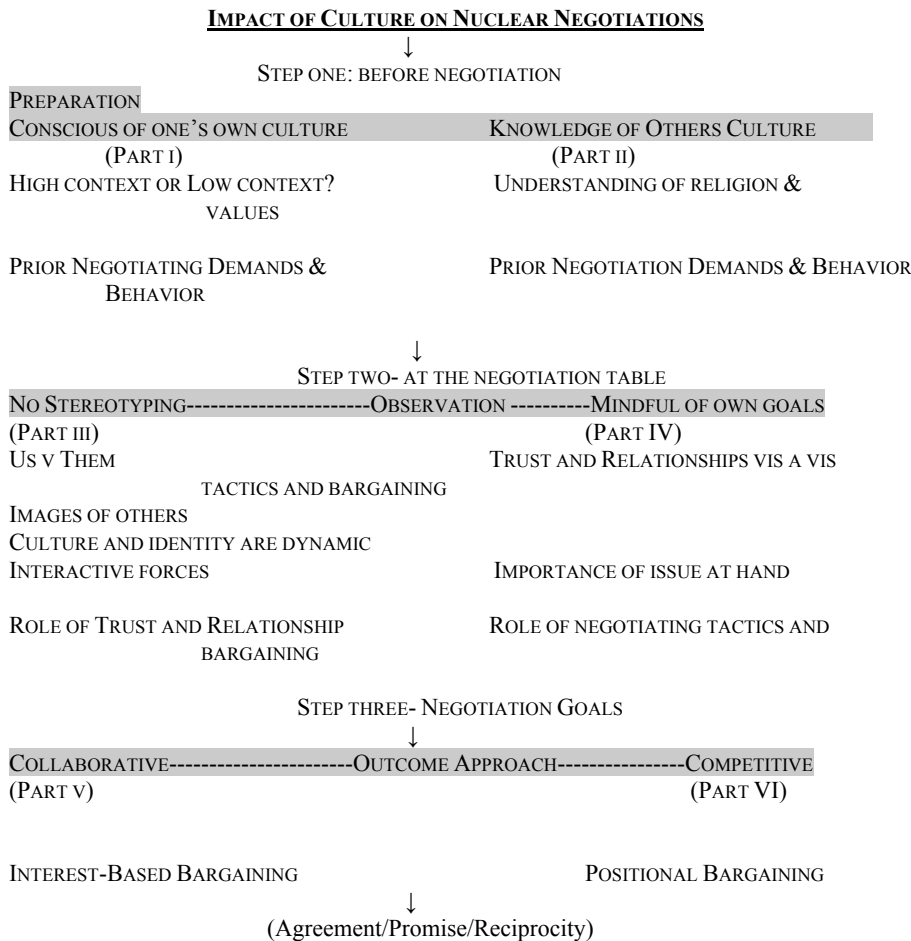 IMPACT OF CULTURE ON NUCLEAR NEGOTIATIONS
↓
STEP ONE: BEFORE NEGOTIATION
PREPARATION
CONSCIOUS OF ONE'S OWN CULTURE KNOWLEDGE OF OTHERS CULTURE
(PART I) (PART II)
HIGH CONTEXT OR LOW CONTEXT? UNDERSTANDING OF RELIGION &
VALUES
PRIOR NEGOTIATING DEMANDS & PRIOR NEGOTIATION DEMANDS & BEHAVIOR
BEHAVIOR
↓
STEP TWO- AT THE NEGOTIATION TABLE
NO STEREOTYPING-----------------------OBSERVATION ----------MINDFUL OF OWN GOALS
(PART III) (PART IV)
US V THEM TRUST AND RELATIONSHIPS VIS A VIS
TACTICS AND BARGAINING
IMAGES OF OTHERS
CULTURE AND IDENTITY ARE DYNAMIC
INTERACTIVE FORCES IMPORTANCE OF ISSUE AT HAND
ROLE OF TRUST AND RELATIONSHIP ROLE OF NEGOTIATING TACTICS AND
BARGAINING
STEP THREE- NEGOTIATION GOALS
↓
COLLABORATIVE-----------------------OUTCOME APPROACH----------------COMPETITIVE
(PART V) (PART VI)
INTEREST-BASED BARGAINING POSITIONAL BARGAINING
↓
(Agreement/Promise/Reciprocity)